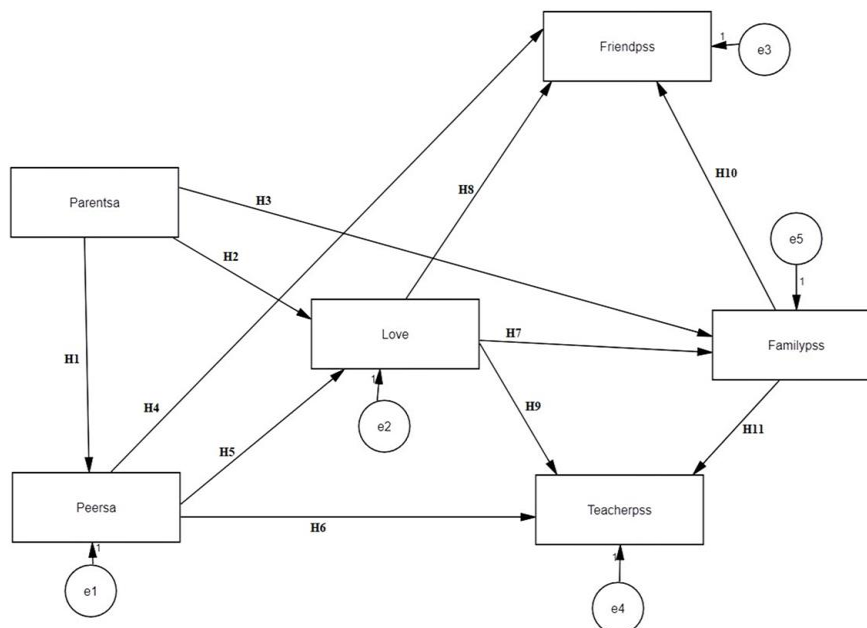 Friendpss
1
e3
Parentsa
H3
H8
H10
H2
e5
1
Love
H7
Familypss
H1
1
H4
e2
H9
H5
H11
Peersa
Teacherpss
H6
1
1
e1
e4